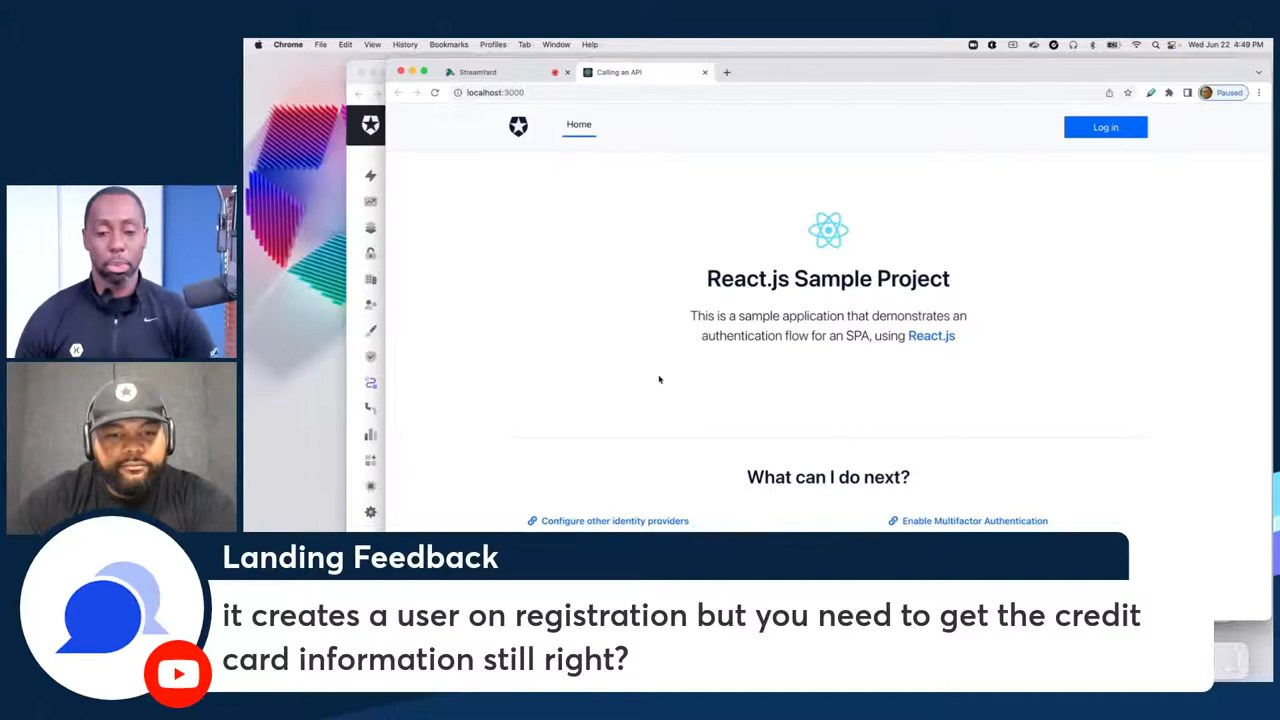 Chrome File Edit View History Bookmarks Profiles Tab Window Help
Wed Jun 22 4:49 PM
StreamYard
Calling an API
localhost:3000
Paused
Home
Log in
React.js Sample Project
This is a sample application that demonstrates an
authentication flow for an SPA, using React.js
What can I do next?
Configure other identity providers
Enable Multifactor Authentication
Landing Feedback
it creates a user on registration but you need to get the credit
card information still right?